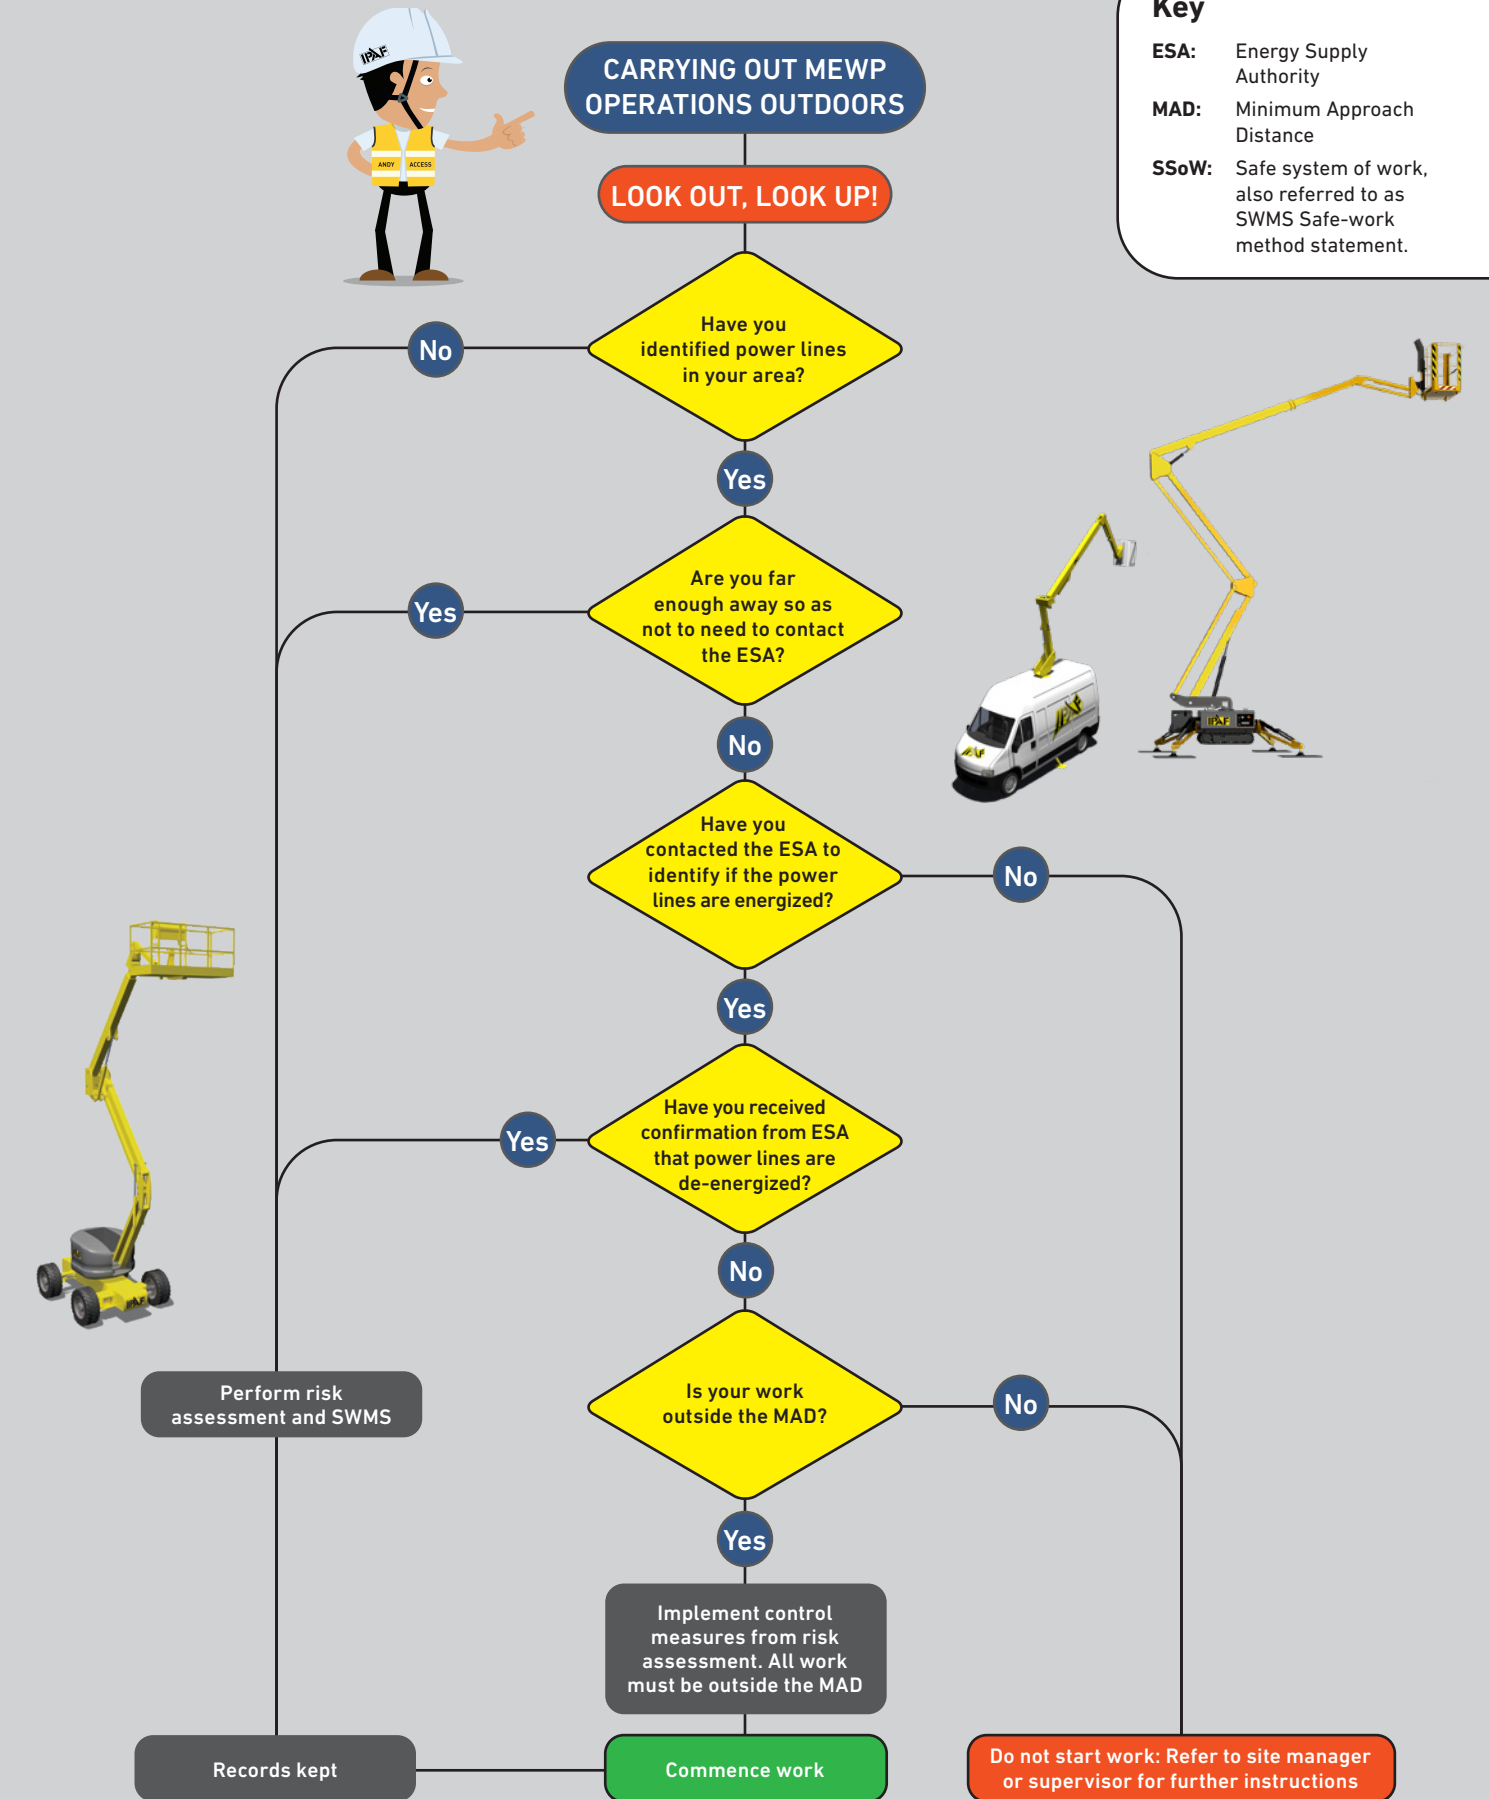 Key
ESA: Energy Supply
Authority
MAD: Minimum Approach
Distance
SSoW: Safe system of work,
also referred to as
SWMS Safe-work
method statement.
IPAF
ANDY ACCESS
CARRYING OUT MEWP
OPERATIONS OUTDOORS
LOOK OUT, LOOK UP!
Have you
identified power lines
in your area?
No
Yes
Are you far
enough away so as
not to need to contact
the ESA?
Yes
No
IPAF
IPAF
IPAF
Have you
contacted the ESA to
identify if the power
lines are energized?
No
Yes
Have you received
confirmation from ESA
that power lines are
de-energized?
Yes
No
IPAF
Perform risk
assessment and SWMS
Is your work
outside the MAD?
No
Yes
Implement control
measures from risk
assessment. All work
must be outside the MAD
Records kept
Commence work
Do not start work: Refer to site manager
or supervisor for further instructions